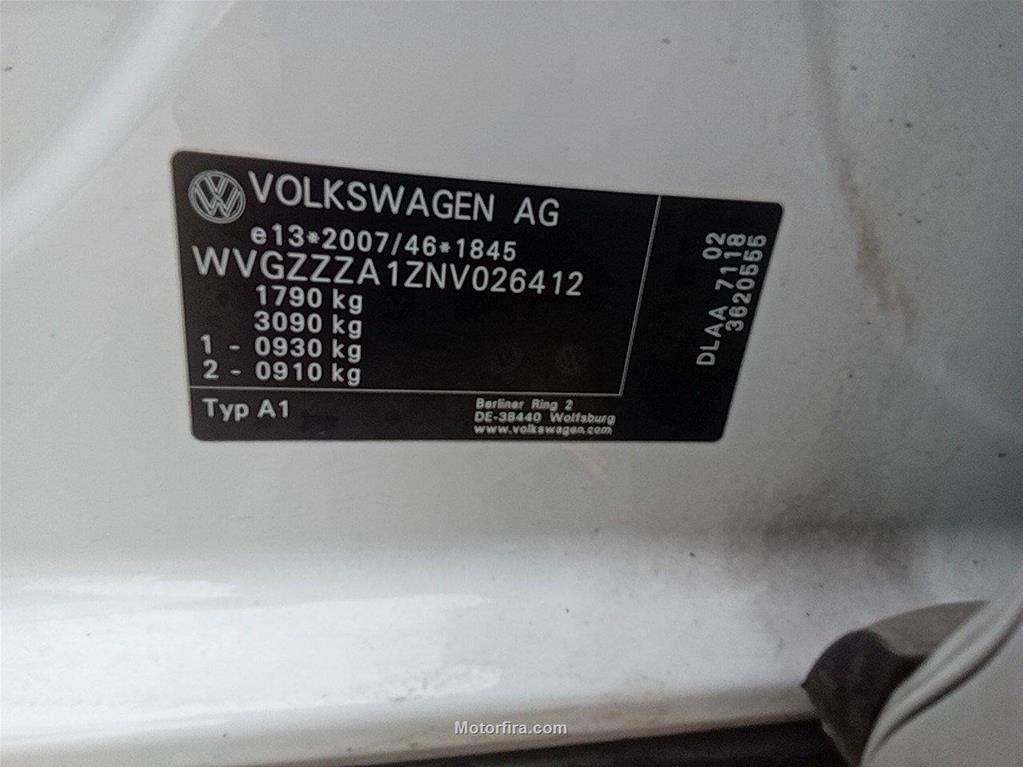 VOLKSWAGEN AG
e13*2007/46*1845
WVGZZZA1ZNV026412
1790 kg
3090 kg
1 - 0930 kg
2 - 0910 kg
Typ A1
Berliner Ring 2
DE-38440 Wolfsburg
www.volkswagen.com
02
DLAA 7118
3620555
Motorfira.com